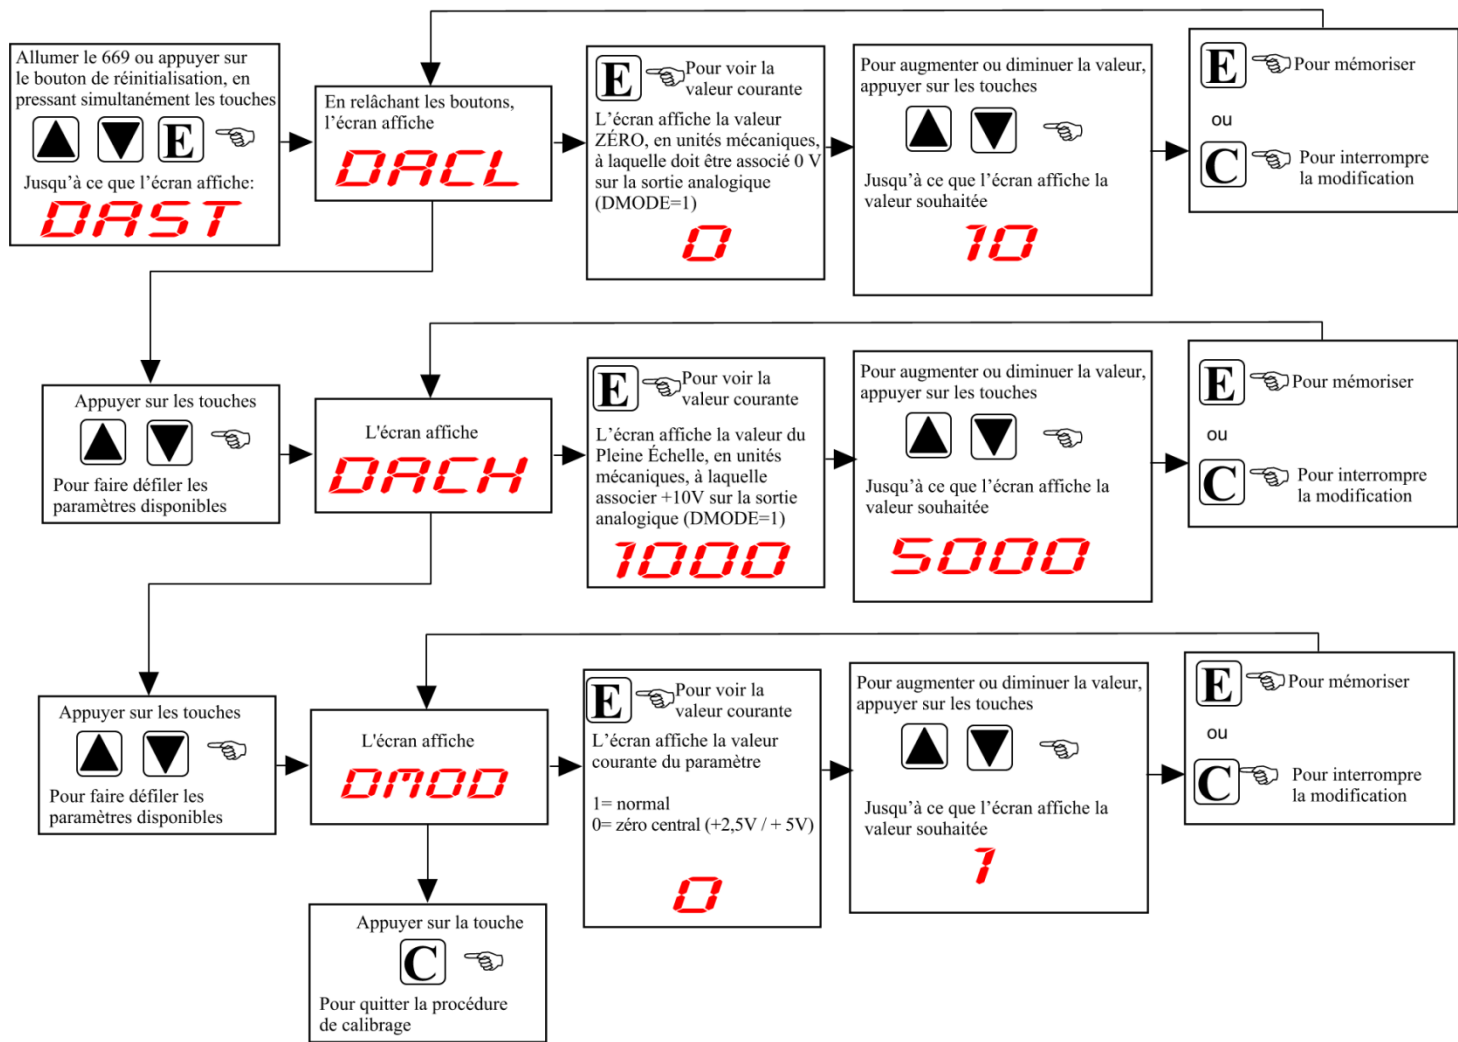 Allumer le 669 ou appuyer sur
le bouton de réinitialisation, en
pressant simultanément les touches
E
Jusqu'à ce que l'écran affiche:
DAST
En relâchant les boutons,
l'écran affiche
DACL
E Pour voir la
valeur courante
L'écran affiche la valeur
ZÉRO, en unités mécaniques,
à laquelle doit être associé 0 V
sur la sortie analogique
(DMODE=1)
0
Pour augmenter ou diminuer la valeur,
appuyer sur les touches
Jusqu'à ce que l'écran affiche la
valeur souhaitée
10
E Pour mémoriser
ou
C Pour interrompre
la modification
Appuyer sur les touches
Pour faire défiler les
paramètres disponibles
L'écran affiche
DACH
E Pour voir la
valeur courante
L'écran affiche la valeur du
Pleine Échelle, en unités
mécaniques, à laquelle
associer +10V sur la sortie
analogique (DMODE=1)
1000
Pour augmenter ou diminuer la valeur,
appuyer sur les touches
Jusqu'à ce que l'écran affiche la
valeur souhaitée
5000
E Pour mémoriser
ou
C Pour interrompre
la modification
Appuyer sur les touches
Pour faire défiler les
paramètres disponibles
L'écran affiche
DMOD
E Pour voir la
valeur courante
L'écran affiche la valeur
courante du paramètre
1= normal
0= zéro central (+2,5V / + 5V)
0
Pour augmenter ou diminuer la valeur,
appuyer sur les touches
Jusqu'à ce que l'écran affiche la
valeur souhaitée
1
E Pour mémoriser
ou
C Pour interrompre
la modification
Appuyer sur la touche
C
Pour quitter la procédure
de calibrage